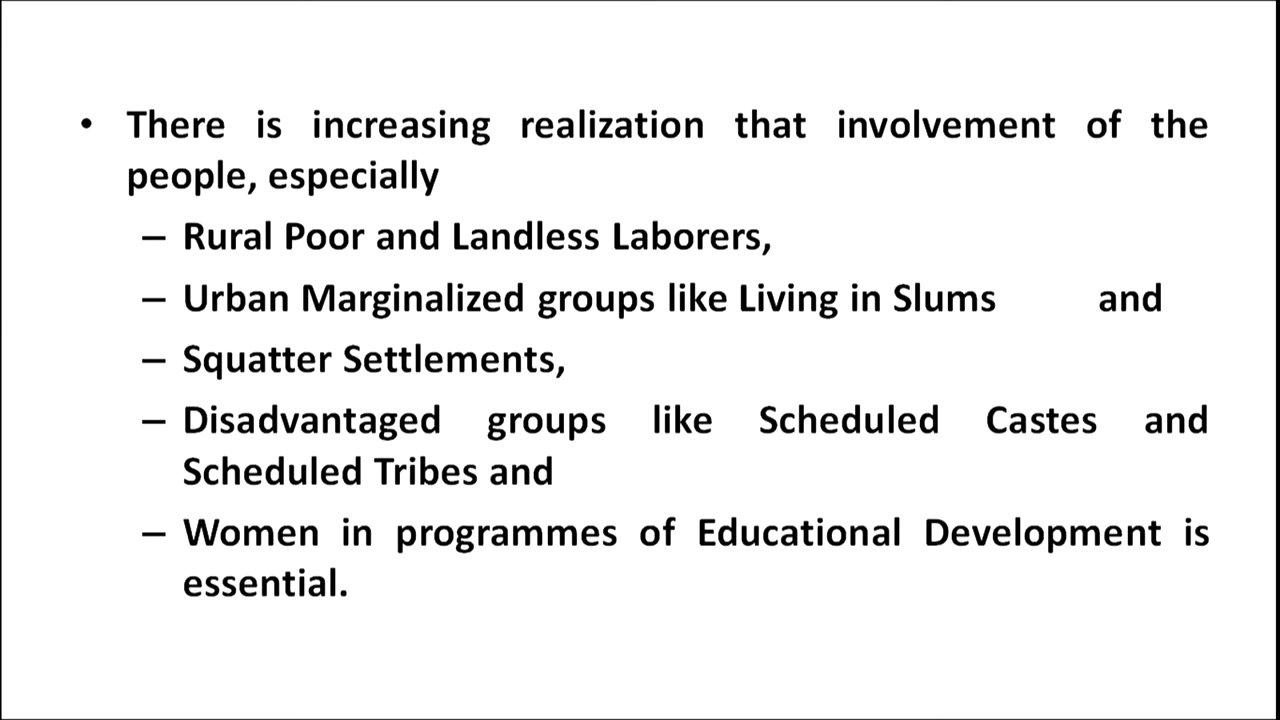 • There is increasing realization that involvement of the
people, especially
– Rural Poor and Landless Laborers,
– Urban Marginalized groups like Living in Slums and
– Squatter Settlements,
– Disadvantaged groups like Scheduled Castes and
Scheduled Tribes and
– Women in programmes of Educational Development is
essential.